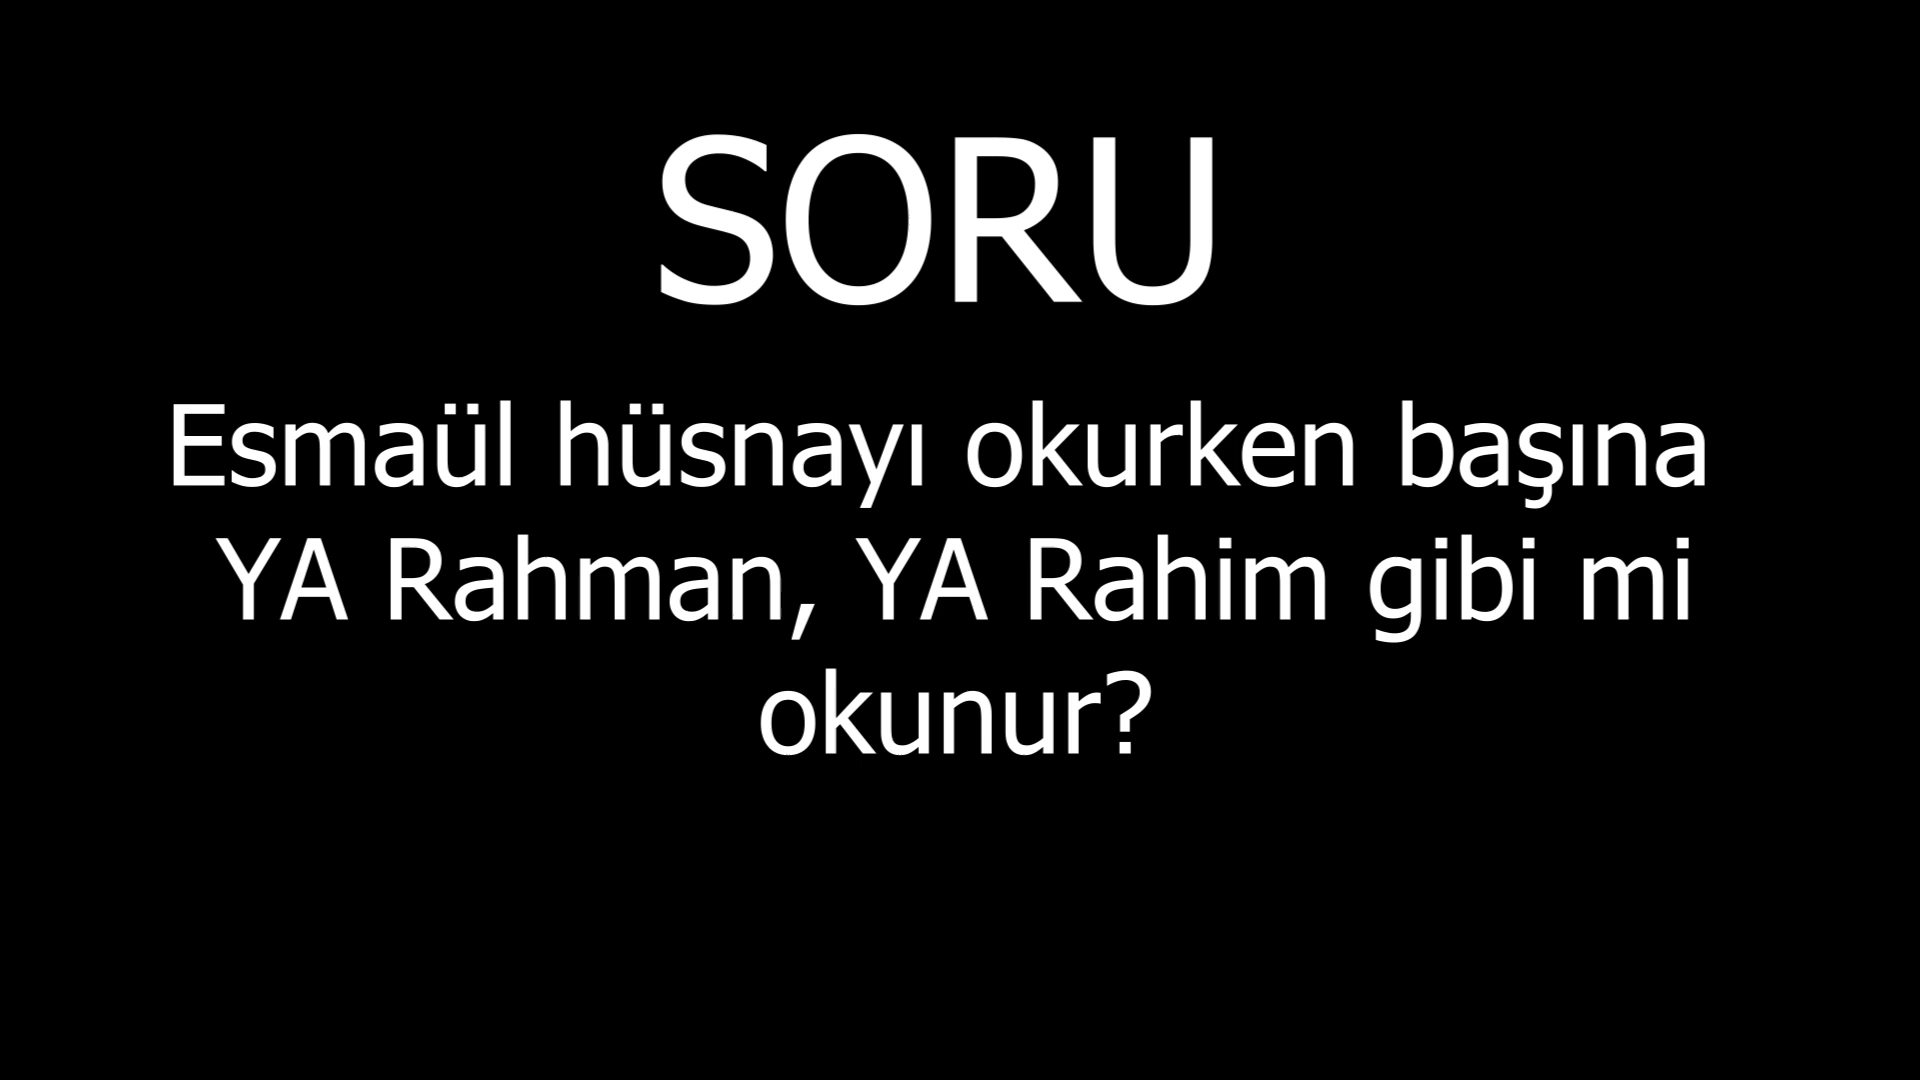 SORU
Esmaül hüsnayı okurken başına
YA Rahman, YA Rahim gibi mi
okunur?